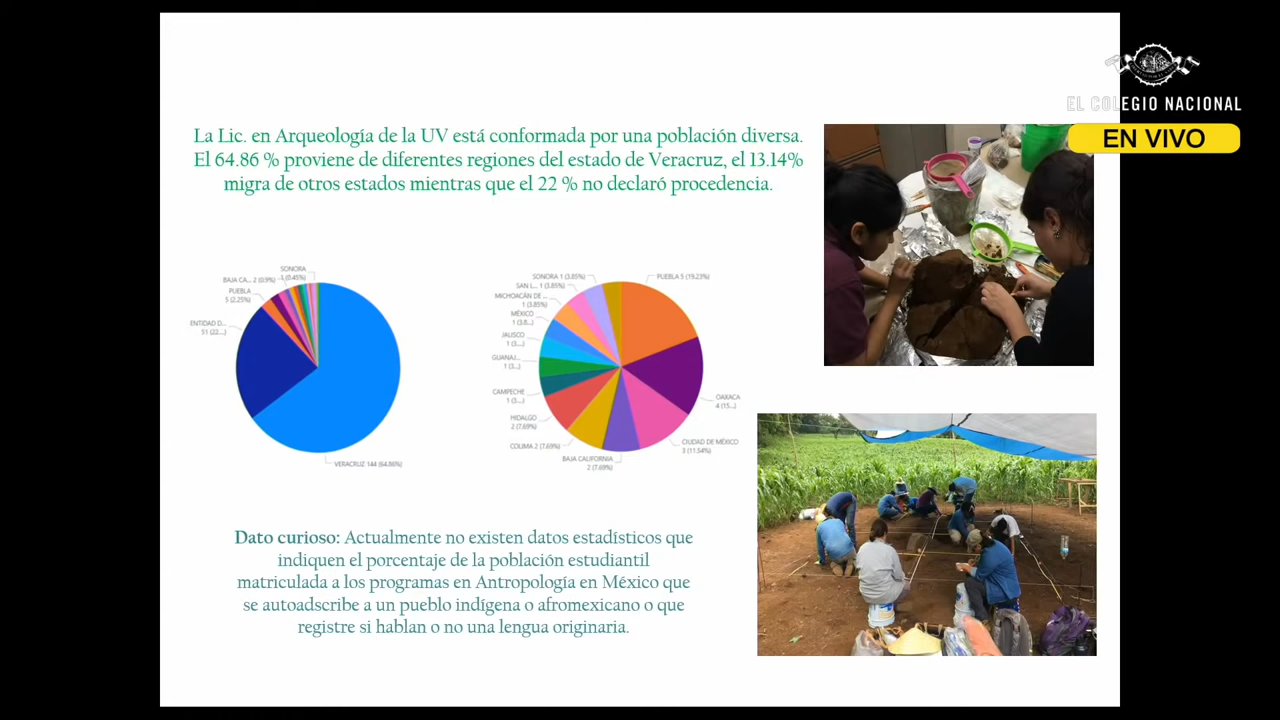 EL COLEGIO NACIONAL
EN VIVO
La Lic. en Arqueología de la UV está conformada por una población diversa.
El 64.86 % proviene de diferentes regiones del estado de Veracruz, el 13.14%
migra de otros estados mientras que el 22 % no declaró procedencia.
SONORA
1 (0.45%)
BAJA CA... 2 (0.9%)
PUEBLA
5 (2.25%)
ENTIDAD D...
51 (22....)
VERACRUZ 144 (64.86%)
SONORA 1 (3.85%)
SAN L... 1 (3.85%)
MICHOACÁN DE ...
1 (3.85%)
MÉXICO
1 (3.8...)
JALISCO
1 (3....)
GUANAJ...
1 (3...)
CAMPECHE
1 (3....)
HIDALGO
2 (7.69%)
COLIMA 2 (7.69%)
BAJA CALIFORNIA
2 (7.69%)
CIUDAD DE MÉXICO
3 (11.54%)
OAXACA
4 (15....)
PUEBLA 5 (19.23%)
Dato curioso: Actualmente no existen datos estadísticos que
indiquen el porcentaje de la población estudiantil
matriculada a los programas en Antropología en México que
se autoadscribe a un pueblo indígena o afromexicano o que
registre si hablan o no una lengua originaria.